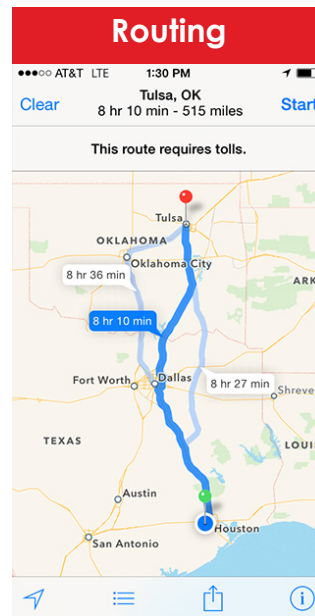 Routing
AT&T LTE 1:30 PM
Clear
Tulsa, OK
8 hr 10 min - 515 miles
Start
This route requires tolls.
Tulsa
OKLAHOMA
Oklahoma City
8 hr 36 min
ARK
8 hr 10 min
Fort Worth
Dallas
8 hr 27 min
Shreve
TEXAS
LOUI
Austin
Houston
San Antonio